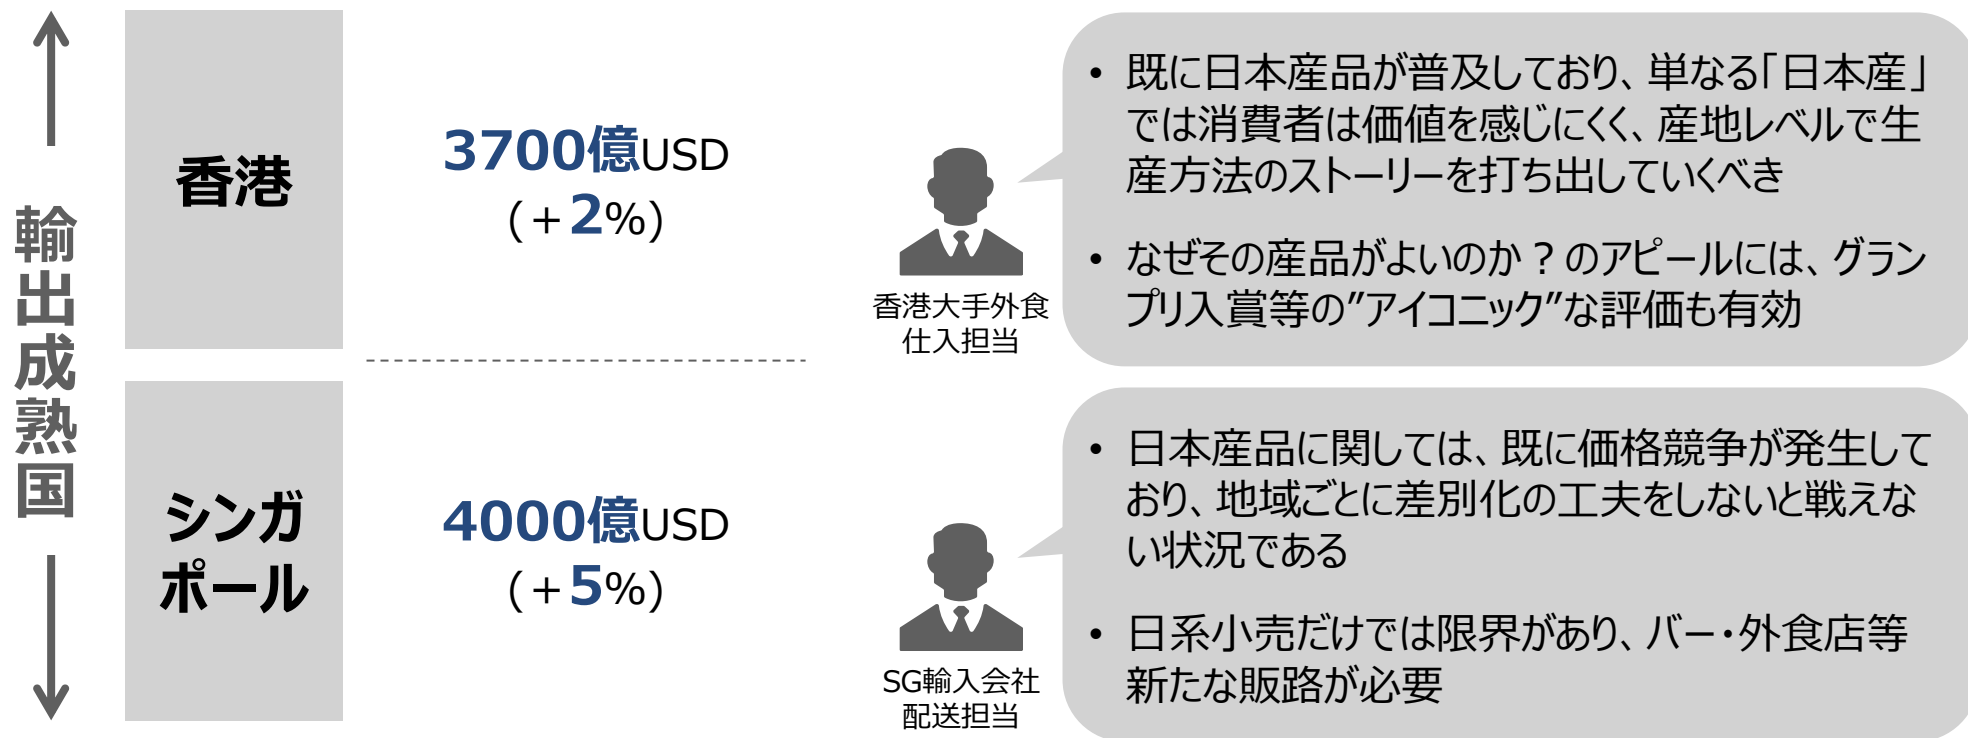 輸出成熟国
香港
3700億USD
(+2%)
香港大手外食
仕入担当
• 既に日本産品が普及しており、単なる「日本産」
では消費者は価値を感じにくく、産地レベルで生
産方法のストーリーを打ち出していくべき
• なぜその産品がよいのか?のアピールには、グラン
プリ入賞等の”アイコニック”な評価も有効
シンガ
ポール
4000億USD
(+5%)
SG輸入会社
配送担当
• 日本産品に関しては、既に価格競争が発生して
おり、地域ごとに差別化の工夫をしないと戦えな
い状況である
• 日系小売だけでは限界があり、バー・外食店等
新たな販路が必要